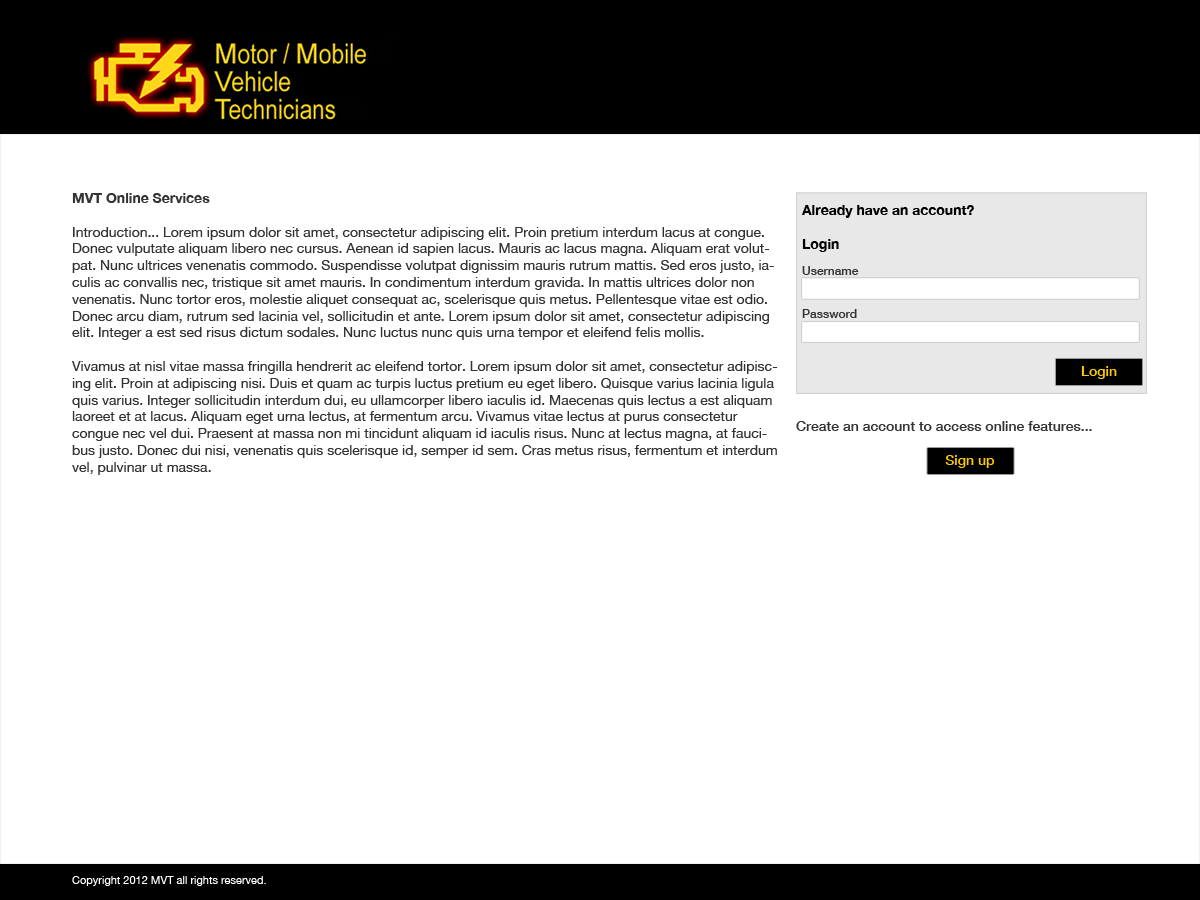 Motor / Mobile
Vehicle
Technicians
MVT Online Services
Introduction... Lorem ipsum dolor sit amet, consectetur adipiscing elit. Proin pretium interdum lacus at congue.
Donec vulputate aliquam libero nec cursus. Aenean id sapien lacus. Mauris ac lacus magna. Aliquam erat volut-
pat. Nunc ultrices venenatis commodo. Suspendisse volutpat dignissim mauris rutrum mattis. Sed eros justo, ia-
culis ac convallis nec, tristique sit amet mauris. In condimentum interdum gravida. In mattis ultrices dolor non
venenatis. Nunc tortor eros, molestie aliquet consequat ac, scelerisque quis metus. Pellentesque vitae est odio.
Donec arcu diam, rutrum sed lacinia vel, sollicitudin et ante. Lorem ipsum dolor sit amet, consectetur adipiscing
elit. Integer a est sed risus dictum sodales. Nunc luctus nunc quis urna tempor et eleifend felis mollis.
Vivamus at nisl vitae massa fringilla hendrerit ac eleifend tortor. Lorem ipsum dolor sit amet, consectetur adipisc-
ing elit. Proin at adipiscing nisi. Duis et quam ac turpis luctus pretium eu eget libero. Quisque varius lacinia ligula
quis varius. Integer sollicitudin interdum dui, eu ullamcorper libero iaculis id. Maecenas quis lectus a est aliquam
laoreet et at lacus. Aliquam eget urna lectus, at fermentum arcu. Vivamus vitae lectus at purus consectetur
congue nec vel dui. Praesent at massa non mi tincidunt aliquam id iaculis risus. Nunc at lectus magna, at fauci-
bus justo. Donec dui nisi, venenatis quis scelerisque id, semper id sem. Cras metus risus, fermentum et interdum
vel, pulvinar ut massa.
Already have an account?
Login
Username
Password
Login
Create an account to access online features...
Sign up
Copyright 2012 MVT all rights reserved.